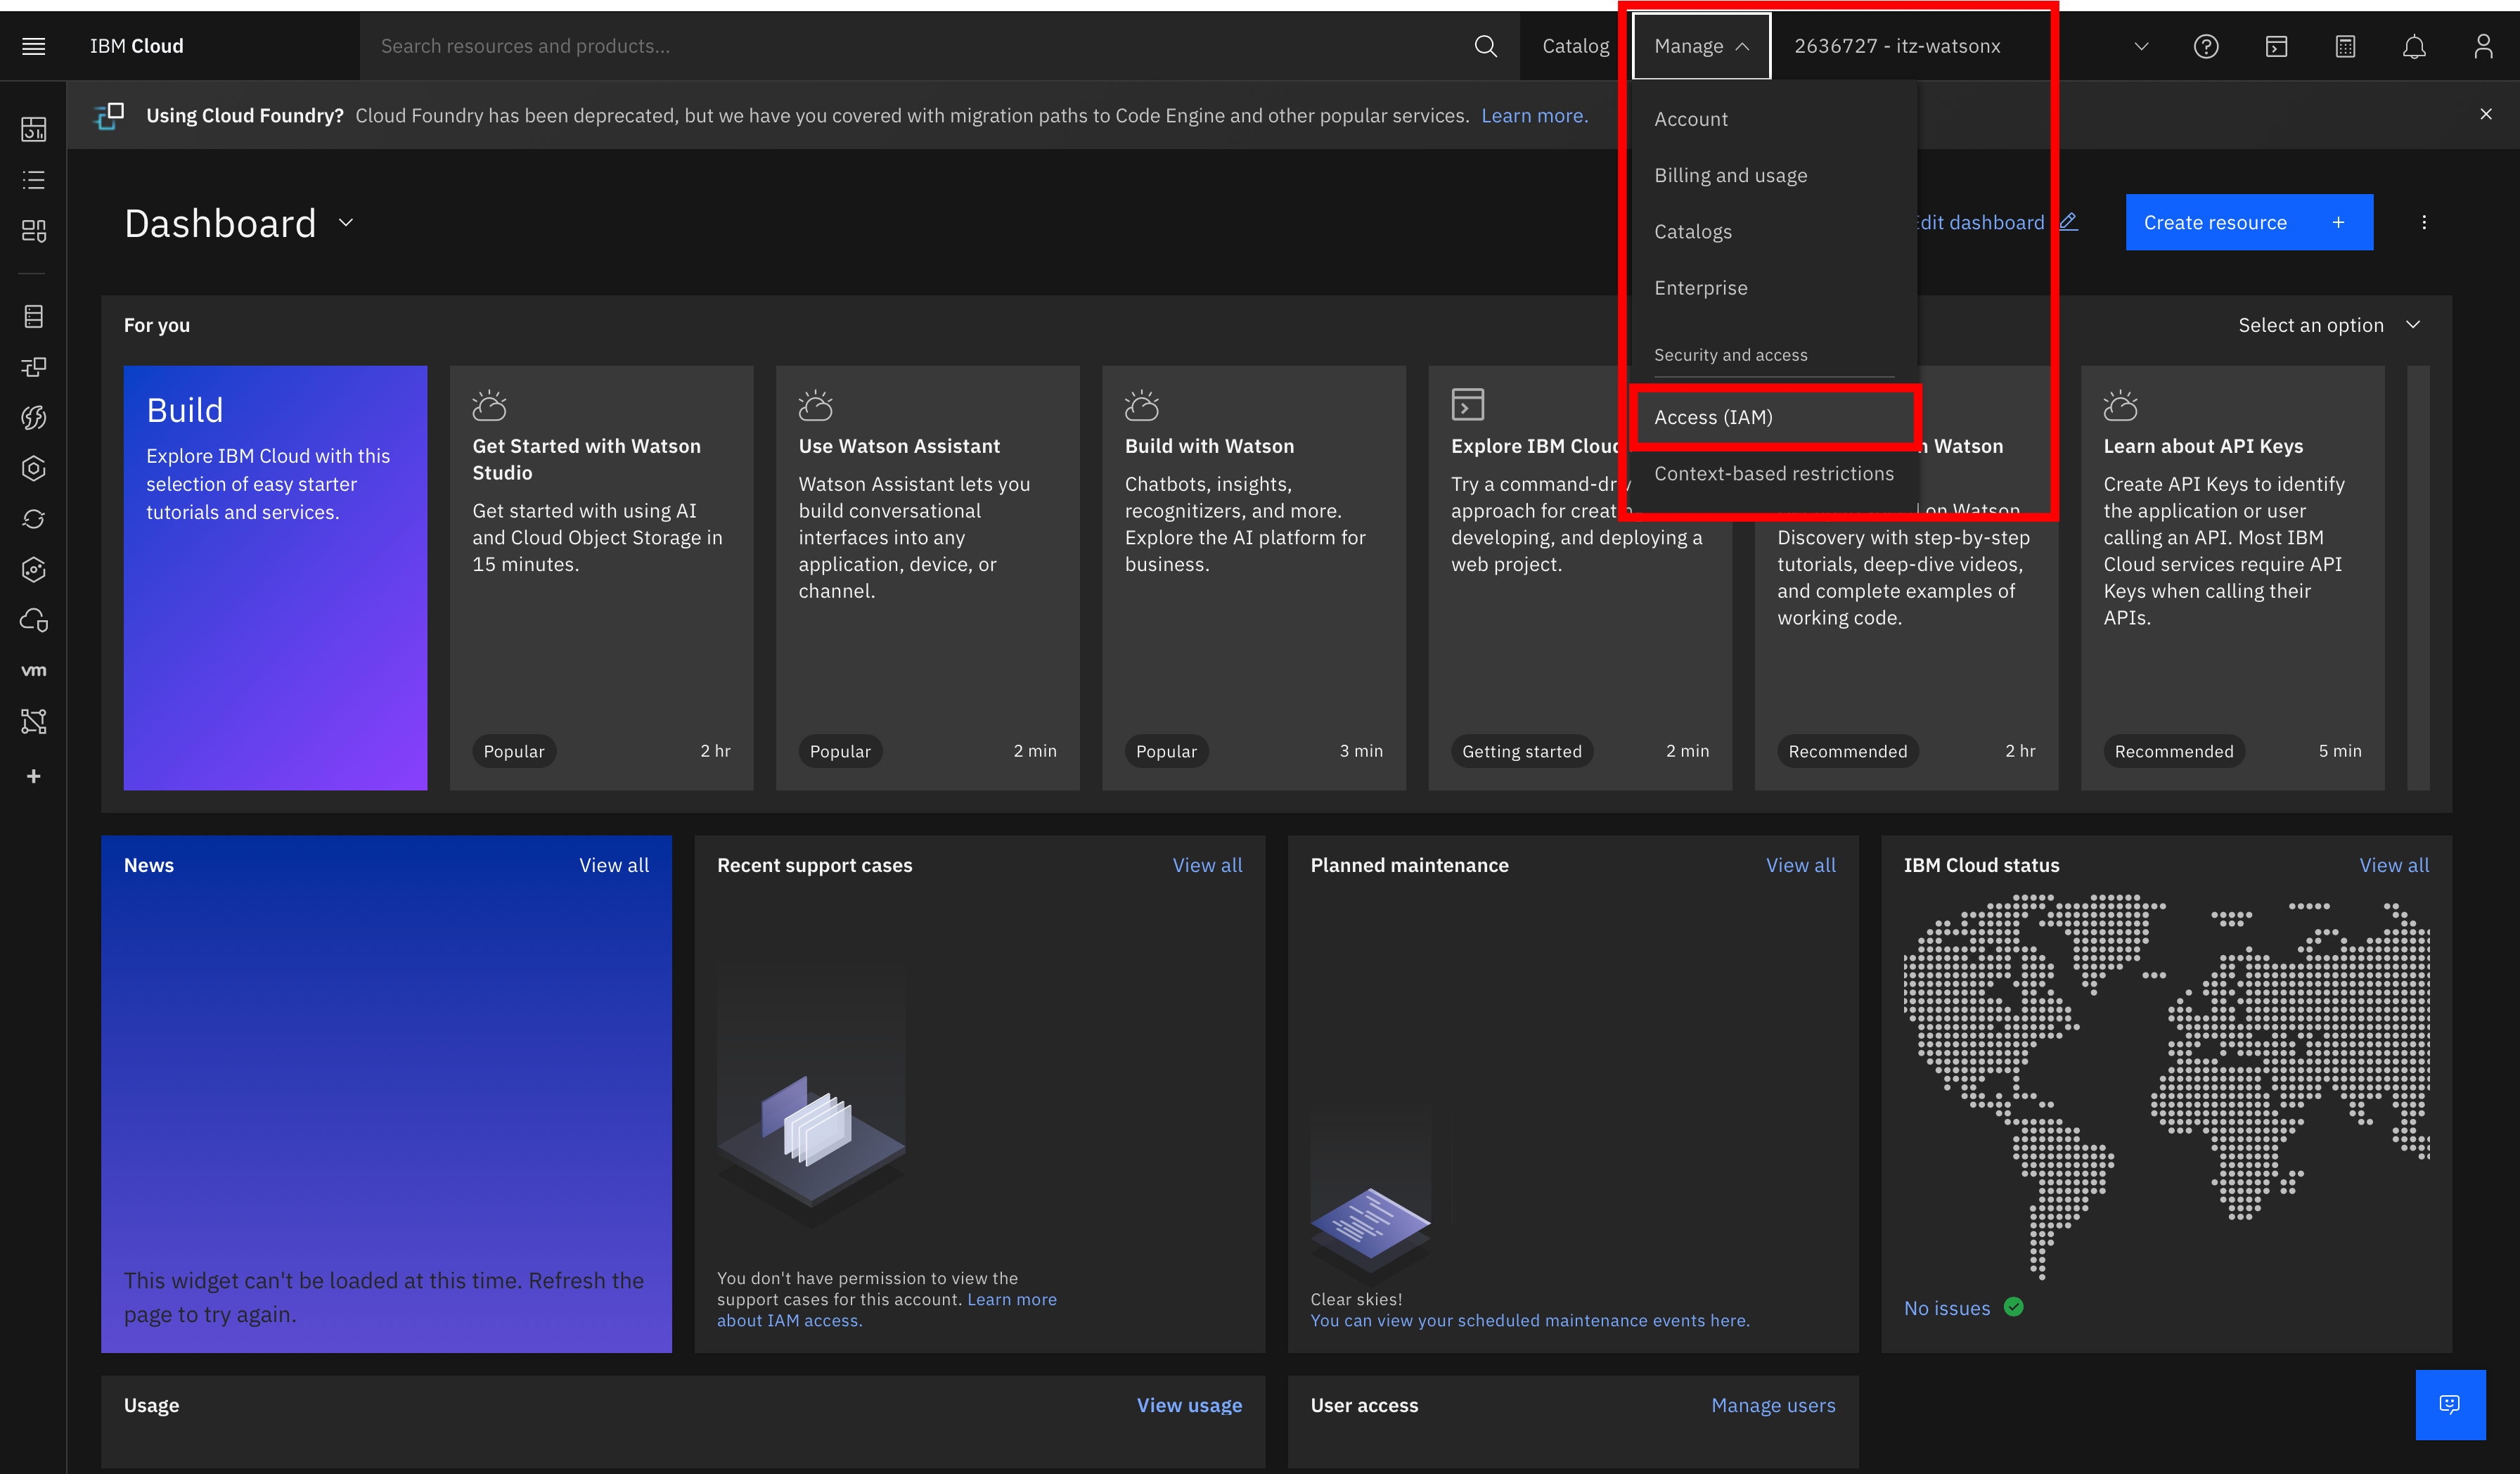 IBM Cloud
Search resources and products...
Catalog
Manage
2636727 - itz-watsonx
Using Cloud Foundry? Cloud Foundry has been deprecated, but we have you covered with migration paths to Code Engine and other popular services. Learn more.
Account
Billing and usage
Catalogs
Enterprise
Security and access
Access (IAM)
Context-based restrictions
Dashboard
dit dashboard
Create resource +
For you
Select an option
Build
Explore IBM Cloud with this
selection of easy starter
tutorials and services.
Get Started with Watson
Studio
Get started with using AI
and Cloud Object Storage in
15 minutes.
Popular
2 hr
Use Watson Assistant
Watson Assistant lets you
build conversational
interfaces into any
application, device, or
channel.
Popular
2 min
Build with Watson
Chatbots, insights,
recognitizers, and more.
Explore the AI platform for
business.
Popular
3 min
Explore IBM Cloud
Try a command-driv
approach for creatin
developing, and deploying a
web project.
Getting started
2 min
Watson
on Watson
Discovery with step-by-step
tutorials, deep-dive videos,
and complete examples of
working code.
Recommended
2 hr
Learn about API Keys
Create API Keys to identify
the application or user
calling an API. Most IBM
Cloud services require API
Keys when calling their
APIs.
Recommended
5 min
vm
News
View all
This widget can't be loaded at this time. Refresh the
page to try again.
Recent support cases
View all
You don't have permission to view the
support cases for this account. Learn more
about IAM access.
Planned maintenance
View all
Clear skies!
You can view your scheduled maintenance events here.
IBM Cloud status
View all
No issues
Usage
View usage
User access
Manage users